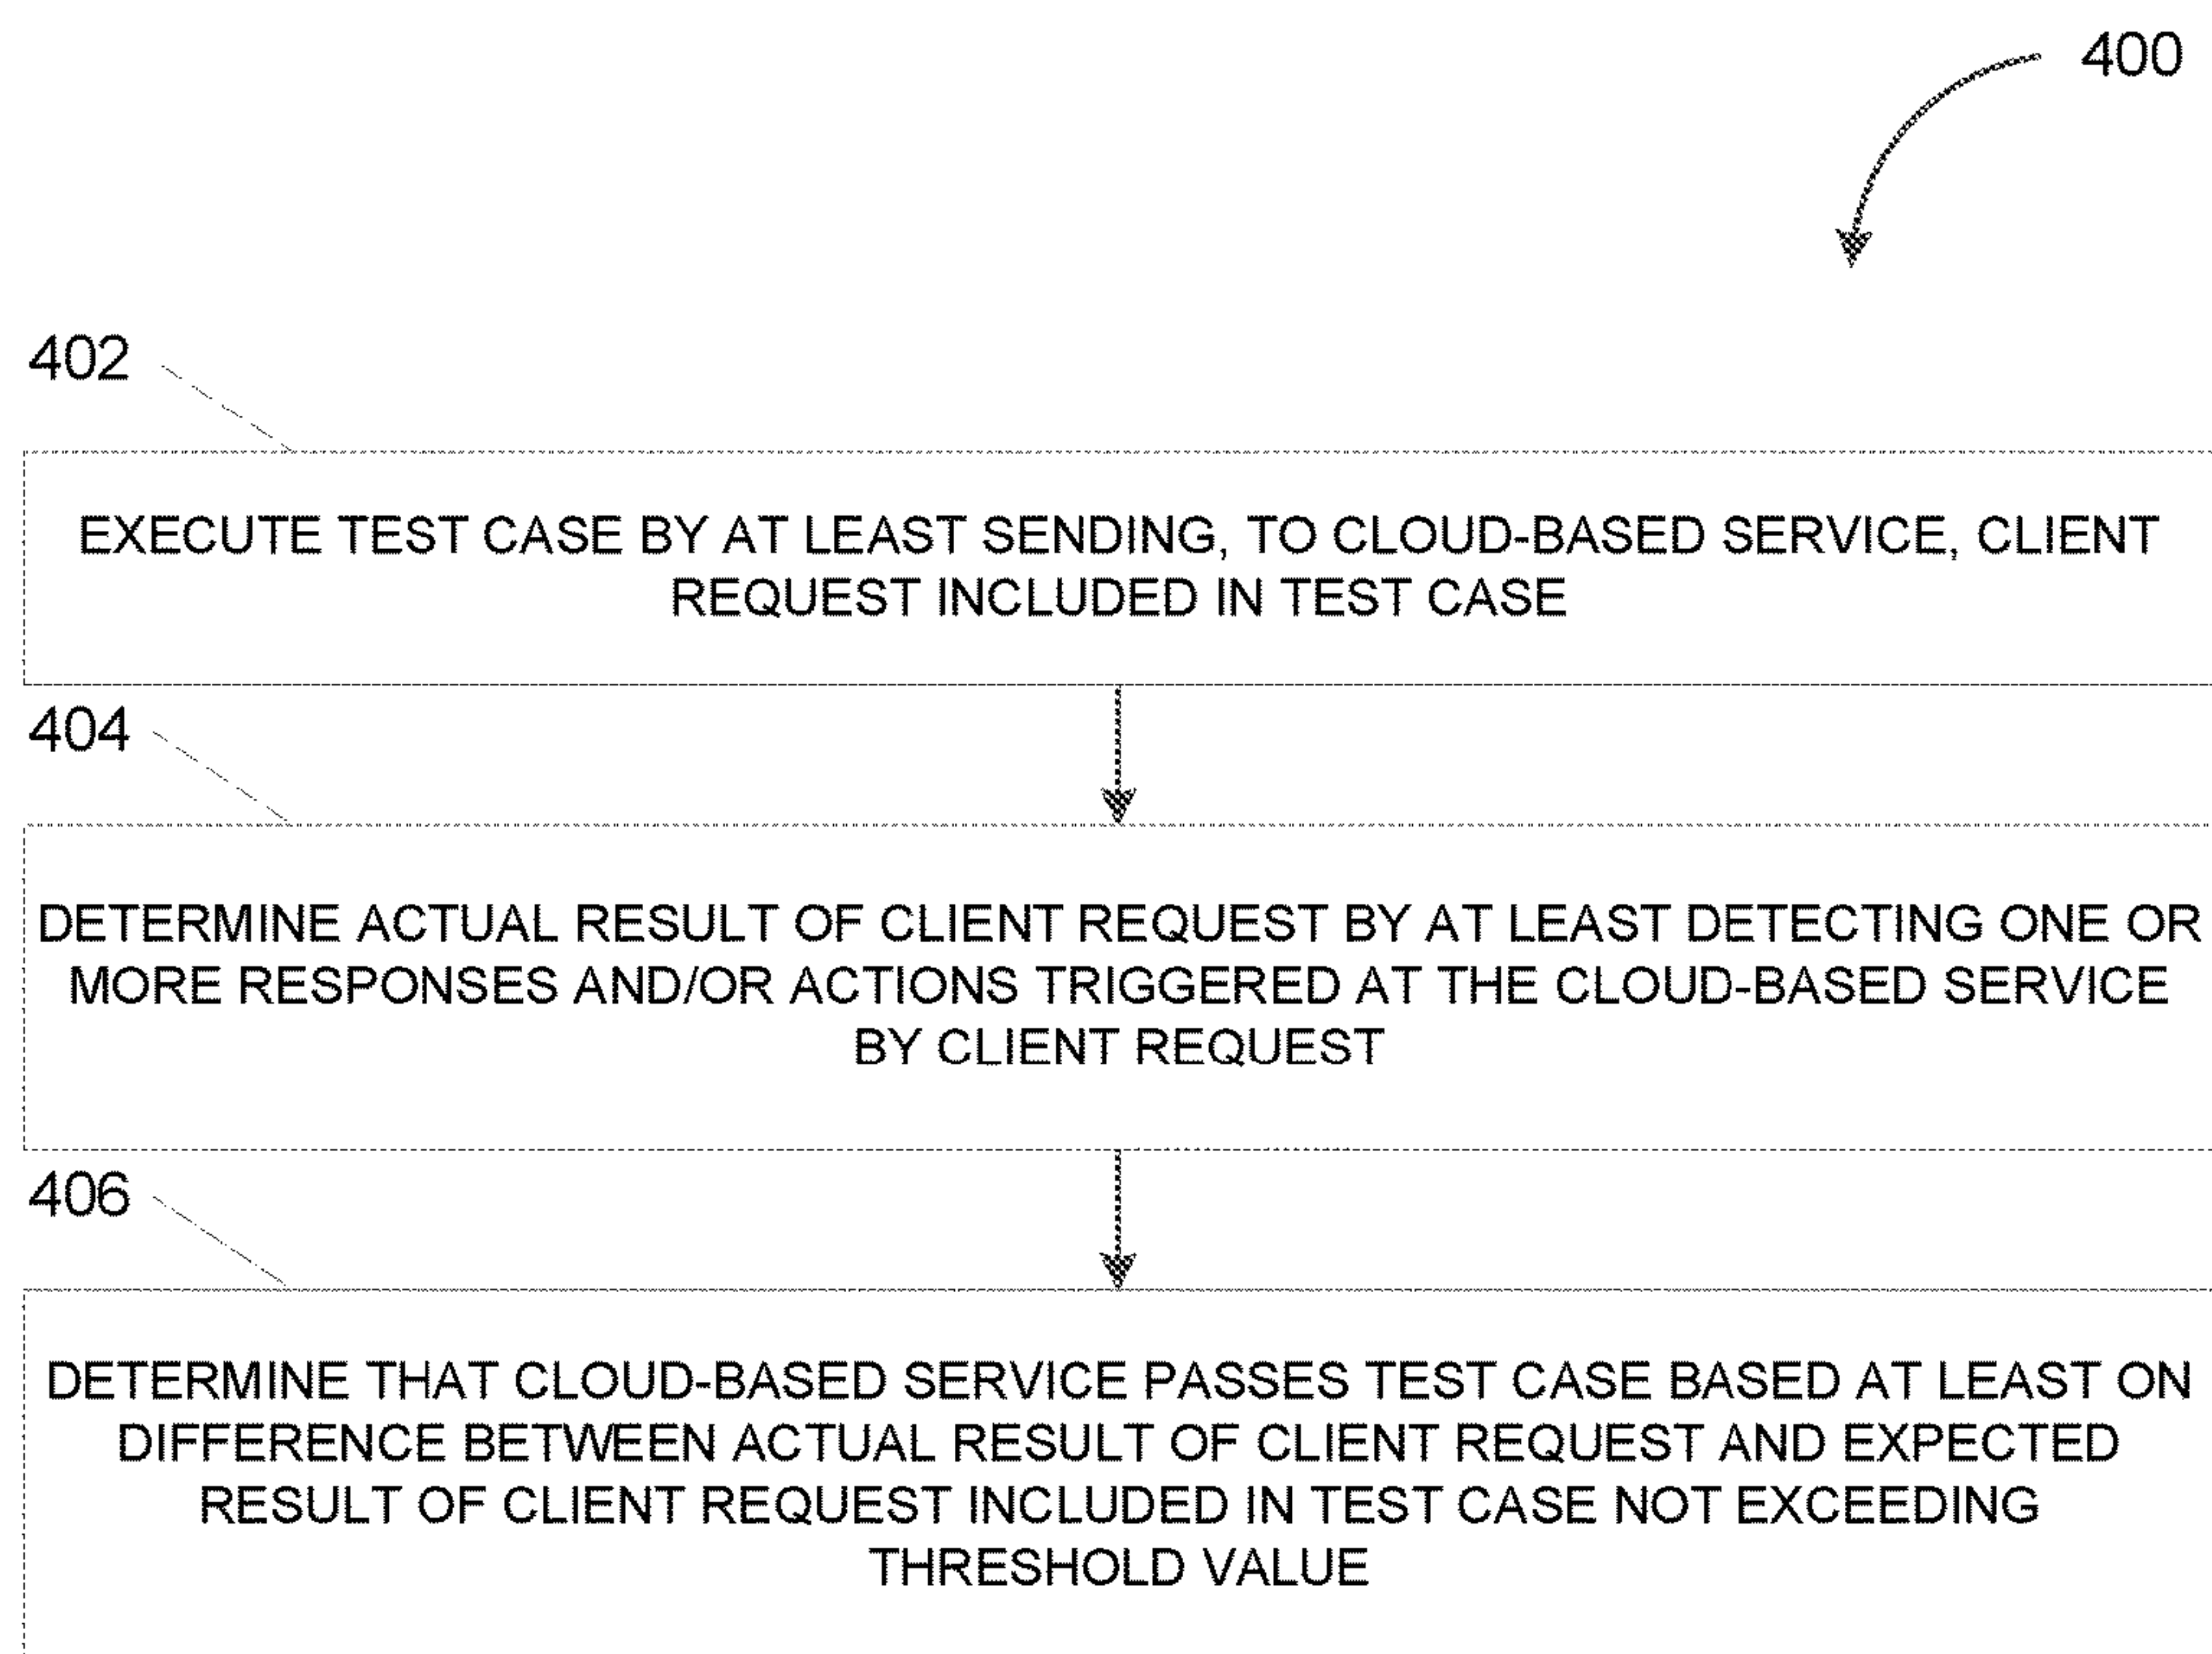 400
402
EXECUTE TEST CASE BY AT LEAST SENDING, TO CLOUD-BASED SERVICE, CLIENT
REQUEST INCLUDED IN TEST CASE
404
DETERMINE ACTUAL RESULT OF CLIENT REQUEST BY AT LEAST DETECTING ONE OR
MORE RESPONSES AND/OR ACTIONS TRIGGERED AT THE CLOUD-BASED SERVICE
BY CLIENT REQUEST
406
DETERMINE THAT CLOUD-BASED SERVICE PASSES TEST CASE BASED AT LEAST ON
DIFFERENCE BETWEEN ACTUAL RESULT OF CLIENT REQUEST AND EXPECTED
RESULT OF CLIENT REQUEST INCLUDED IN TEST CASE NOT EXCEEDING
THRESHOLD VALUE